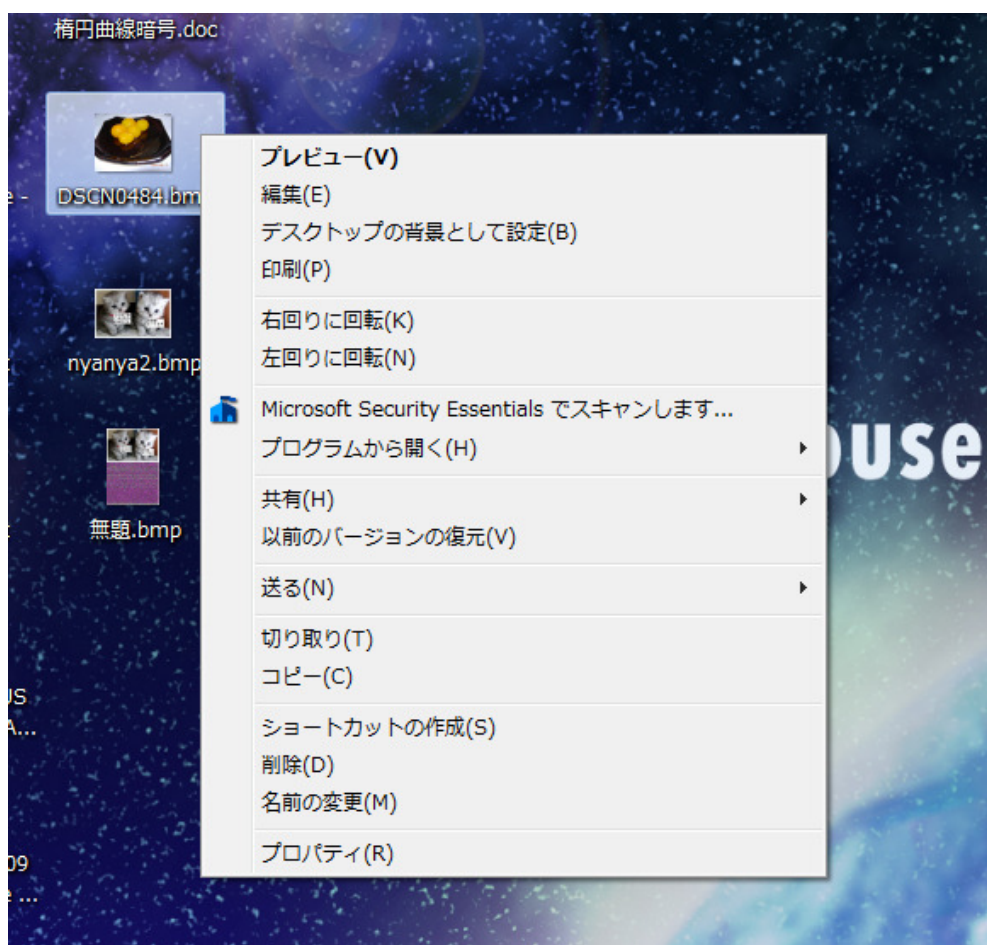 楕円曲線暗号.doc
DSCN0484.bm
nyanya2.bmp
無題.bmp
プレビュー(V)
編集(E)
デスクトップの背景として設定(B)
印刷(P)
右回りに回転(K)
左回りに回転(N)
Microsoft Security Essentials でスキャンします...
プログラムから開く(H)
共有(H)
以前のバージョンの復元(V)
送る(N)
切り取り(T)
コピー(C)
ショートカットの作成(S)
削除(D)
名前の変更(M)
プロパティ(R)
ouse
e -
US
A...
09
e ...